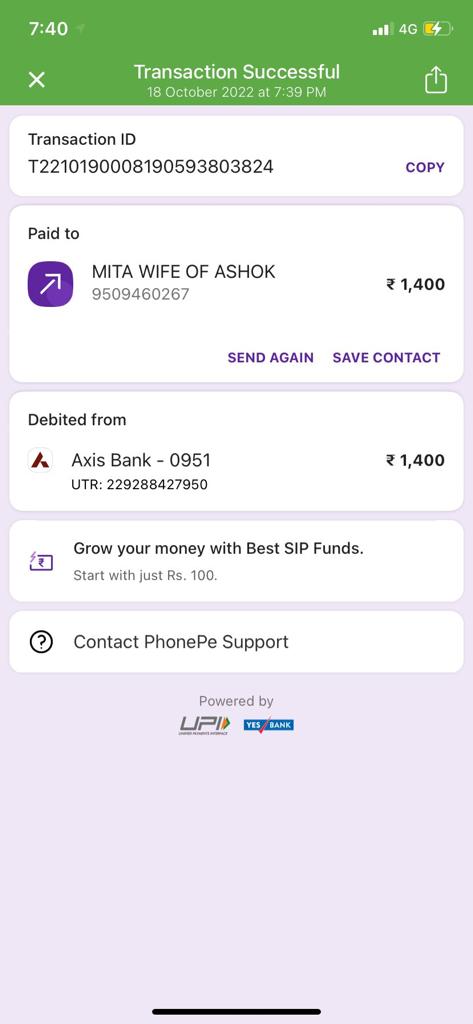 7:40
4G
Transaction Successful
18 October 2022 at 7:39 PM
Transaction ID
T2210190008190593803824
COPY
Paid to
MITA WIFE OF ASHOK
9509460267
₹ 1,400
SEND AGAIN SAVE CONTACT
Debited from
Axis Bank - 0951
₹ 1,400
UTR: 229288427950
Grow your money with Best SIP Funds.
Start with just Rs. 100.
Contact PhonePe Support
Powered by
UPI
UNIFIED PAYMENTS INTERFACE
YES BANK